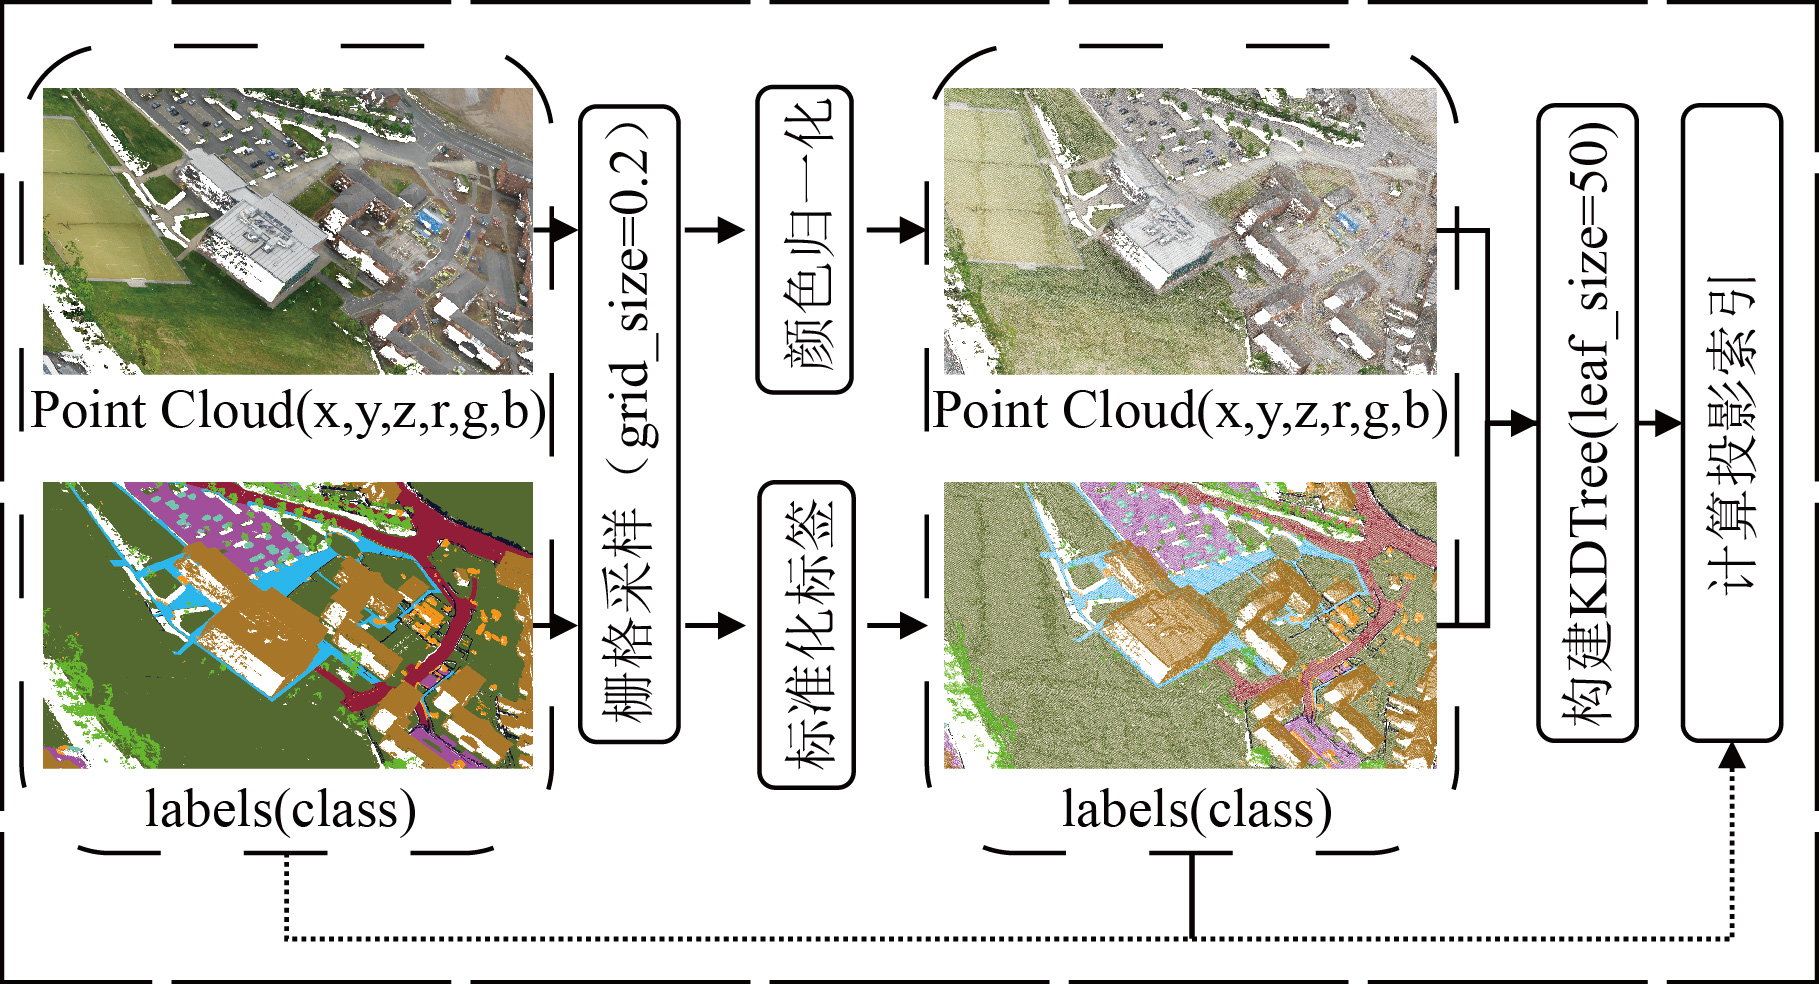 Point Cloud(x,y,z,r,g,b)
labels(class)
栅格采样（grid_size=0.2）
颜色归一化
标准化标签
Point Cloud(x,y,z,r,g,b)
labels(class)
构建KDTree(leaf_size=50)
计算投影索引